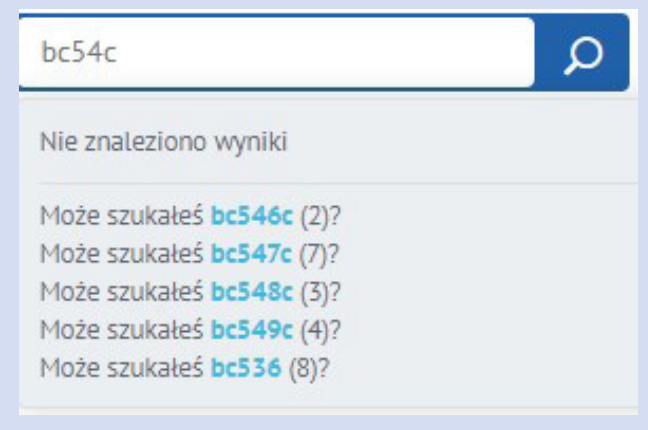 bc54c
Nie znaleziono wyniki
Może szukałeś bc546c (2)?
Może szukałeś bc547c (7)?
Może szukałeś bc548c (3)?
Może szukałeś bc549c (4)?
Może szukałeś bc536 (8)?